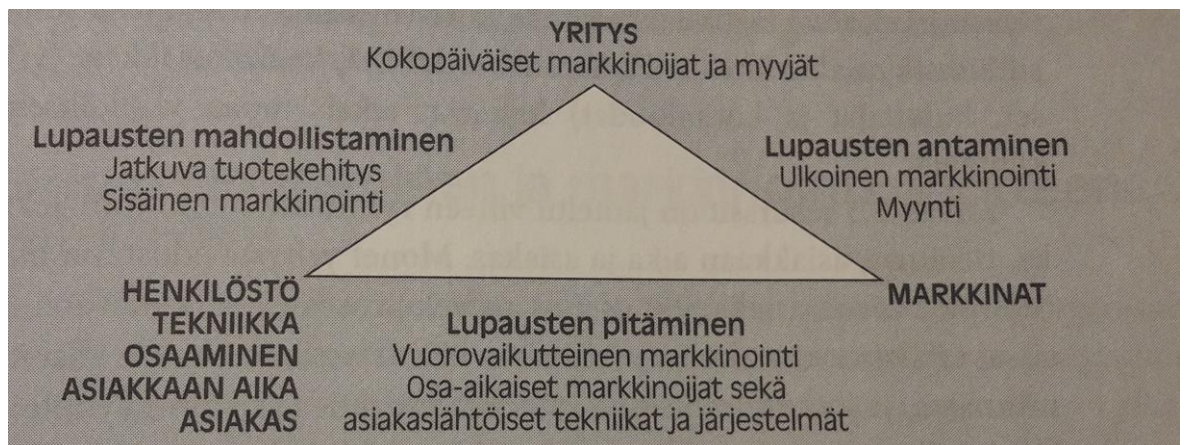 YRITYS
Kokopäiväiset markkinoijat ja myyjät
Lupausten mahdollistaminen
Jatkuva tuotekehitys
Sisäinen markkinointi
Lupausten antaminen
Ulkoinen markkinointi
Myynti
HENKILÖSTÖ
TEKNIIKKA
OSAAMINEN
ASIAKKAAN AIKA
ASIAKAS
MARKKINAT
Lupausten pitäminen
Vuorovaikutteinen markkinointi
Osa-aikaiset markkinoijat sekä
asiakaslähtöiset tekniikat ja järjestelmät